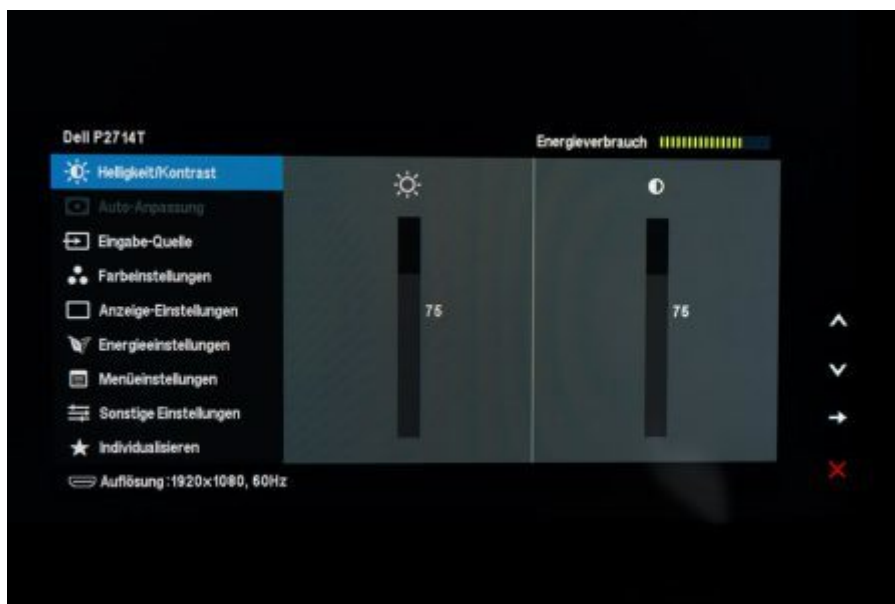 Dell P2714T
Energieverbrauch
Helligkeit/Kontrast
Auto-Anpassung
Eingabe-Quelle
Farbeinstellungen
Anzeige-Einstellungen
75
75
Energieeinstellungen
Menüeinstellungen
Sonstige Einstellungen
Individualisieren
Auflösung:1920x1080, 60Hz